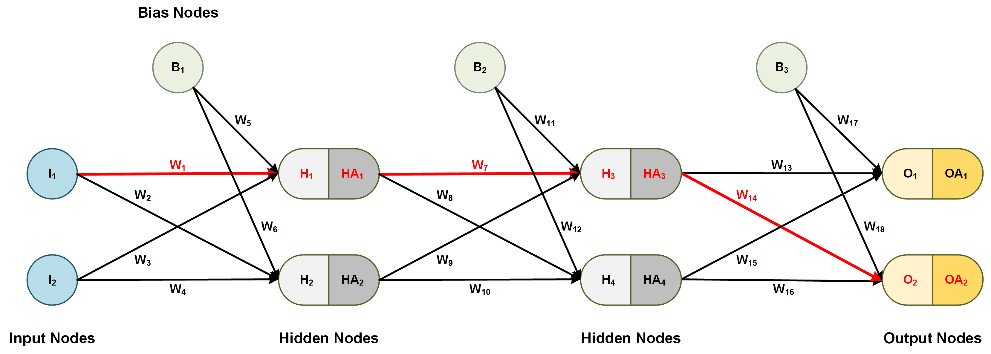 Bias Nodes
B1 B2 B3
W5 W11 W17
W1 W7 W13
I1 H1 HA1 H3 HA3 O1 OA1
W2 W8 W14
W6 W12 W18
W3 W9 W15
I2 H2 HA2 H4 HA4 O2 OA2
W4 W10 W16
Input Nodes Hidden Nodes Hidden Nodes Output Nodes